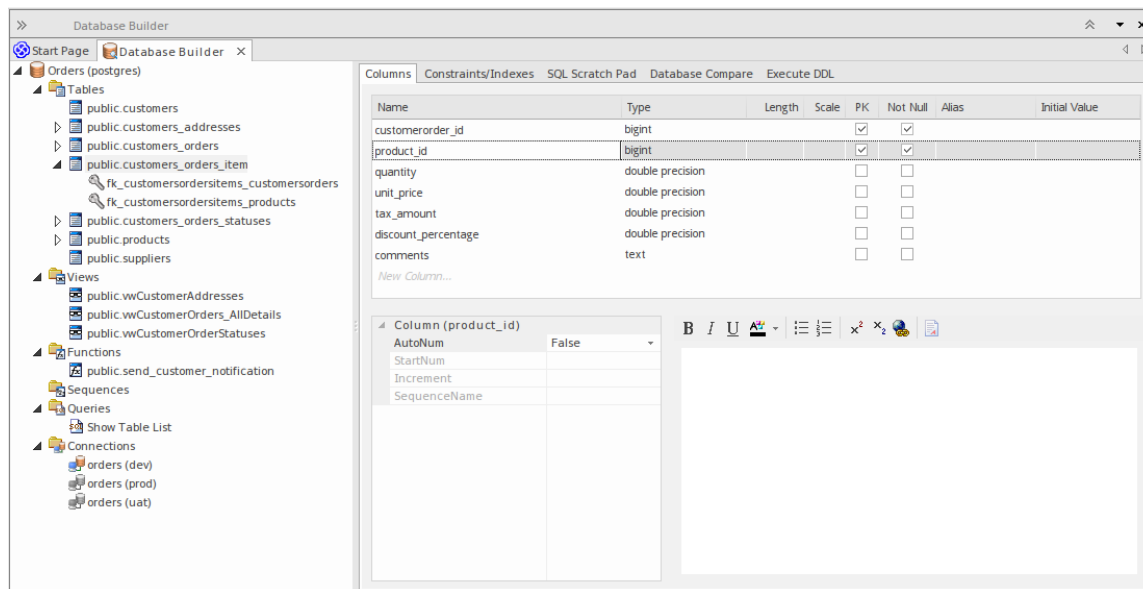 Database Builder
Start Page
Database Builder
Orders (postgres)
Tables
public.customers
public.customers_addresses
public.customers_orders
public.customers_orders_item
fk_customersordersitems_customersorders
fk_customersordersitems_products
public.customers_orders_statuses
public.products
public.suppliers
Views
public.vwCustomerAddresses
public.vwCustomerOrders_AllDetails
public.vwCustomerOrderStatuses
Functions
public.send_customer_notification
Sequences
Queries
Show Table List
Connections
orders (dev)
orders (prod)
orders (uat)
Columns Constraints/Indexes SQL Scratch Pad Database Compare Execute DDL
Name Type Length Scale PK Not Null Alias Initial Value
customerorder_id bigint
product_id bigint
quantity double precision
unit_price double precision
tax_amount double precision
discount_percentage double precision
comments text
New Column...
Column (product_id)
AutoNum False
StartNum
Increment
SequenceName
B I U A x² x₂